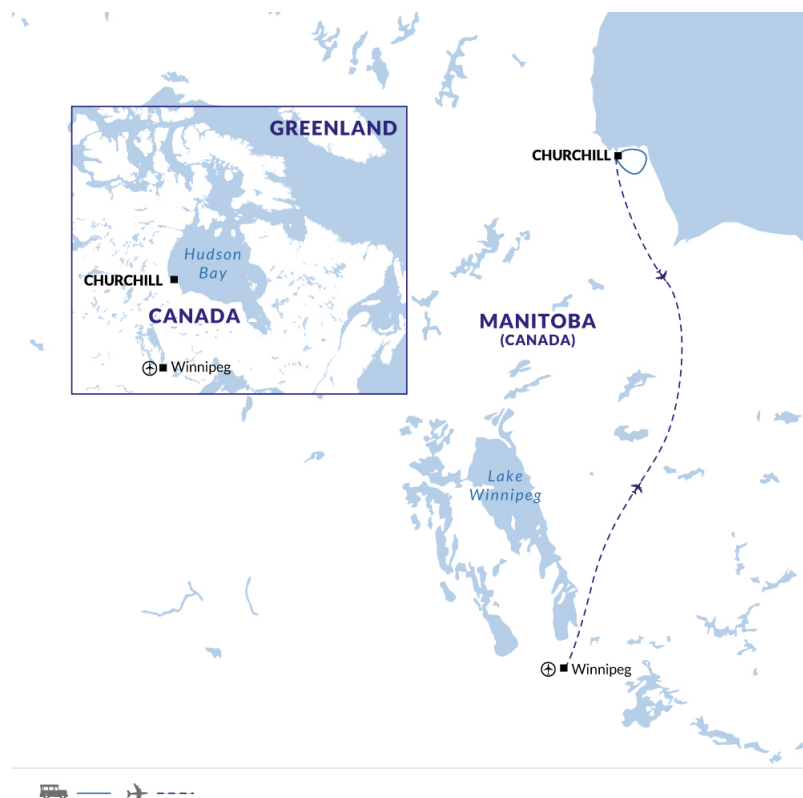 GREENLAND
Hudson
Bay
CHURCHILL
CANADA
Winnipeg
CHURCHILL
MANITOBA
(CANADA)
Lake
Winnipeg
Winnipeg